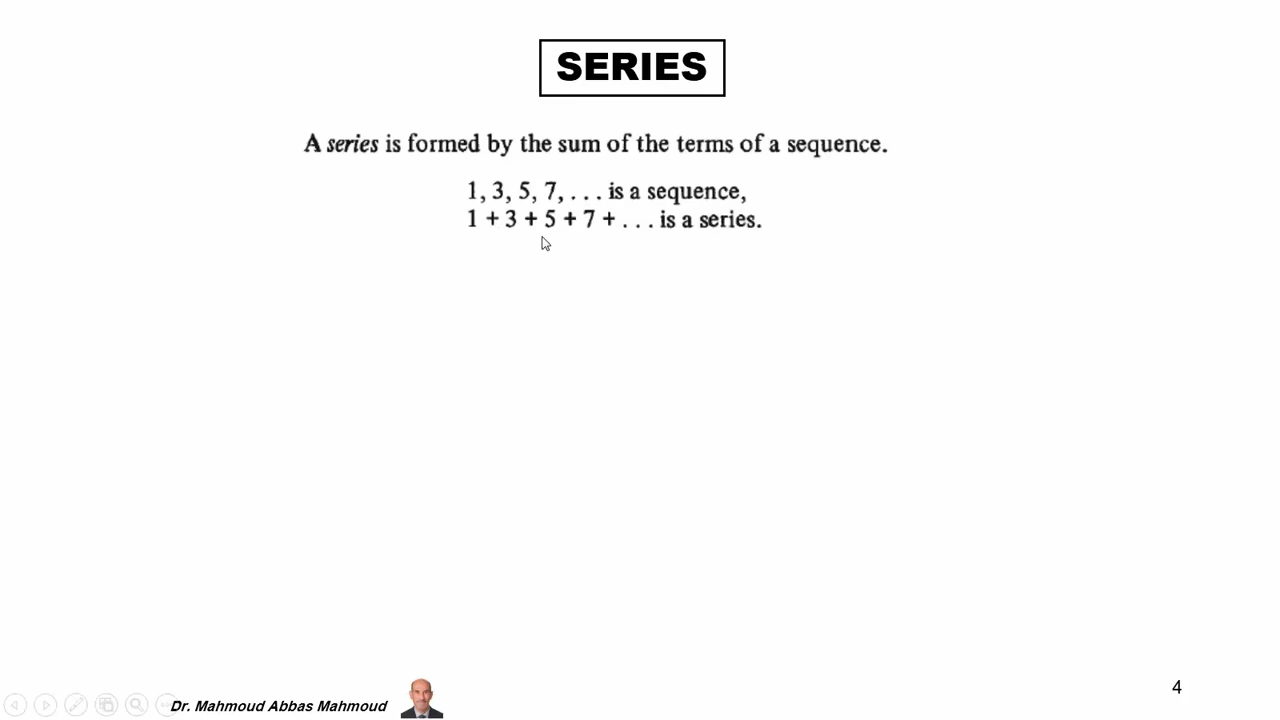 SERIES
A series is formed by the sum of the terms of a sequence.
1, 3, 5, 7, . . . is a sequence,
1 + 3 + 5 + 7 + . . . is a series.
Dr. Mahmoud Abbas Mahmoud
4